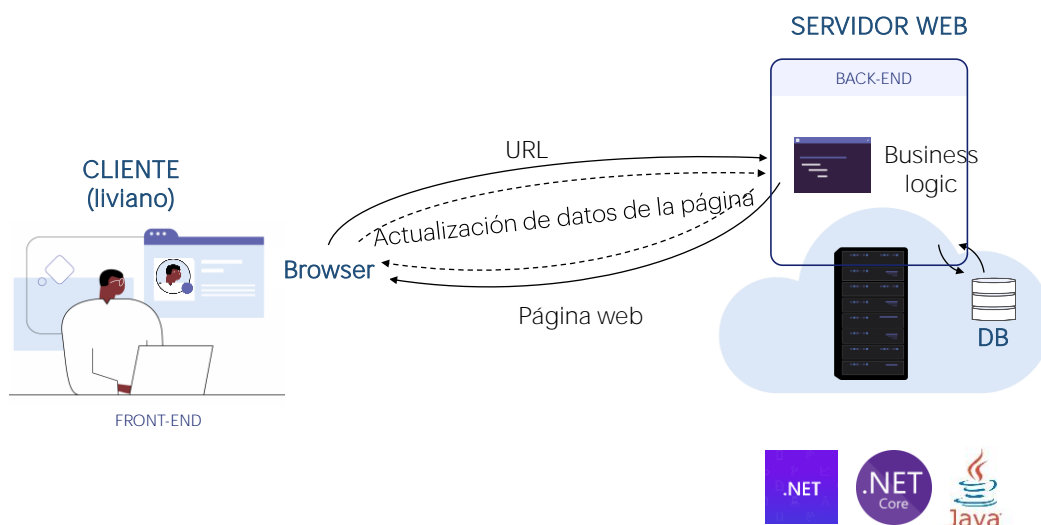 SERVIDOR WEB
BACK-END
Business
logic
URL
CLIENTE
(liviano)
Actualización de datos de la página
Browser
Página web
DB
FRONT-END
.NET
.NET
Core
Java